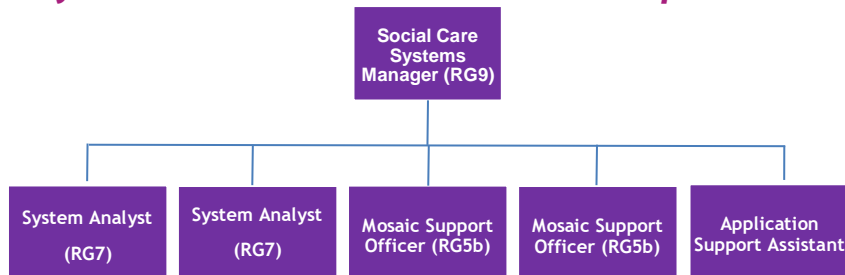 Social Care
Systems
Manager (RG9)
System Analyst
(RG7)
System Analyst
(RG7)
Mosaic Support
Officer (RG5b)
Mosaic Support
Officer (RG5b)
Application
Support Assistant